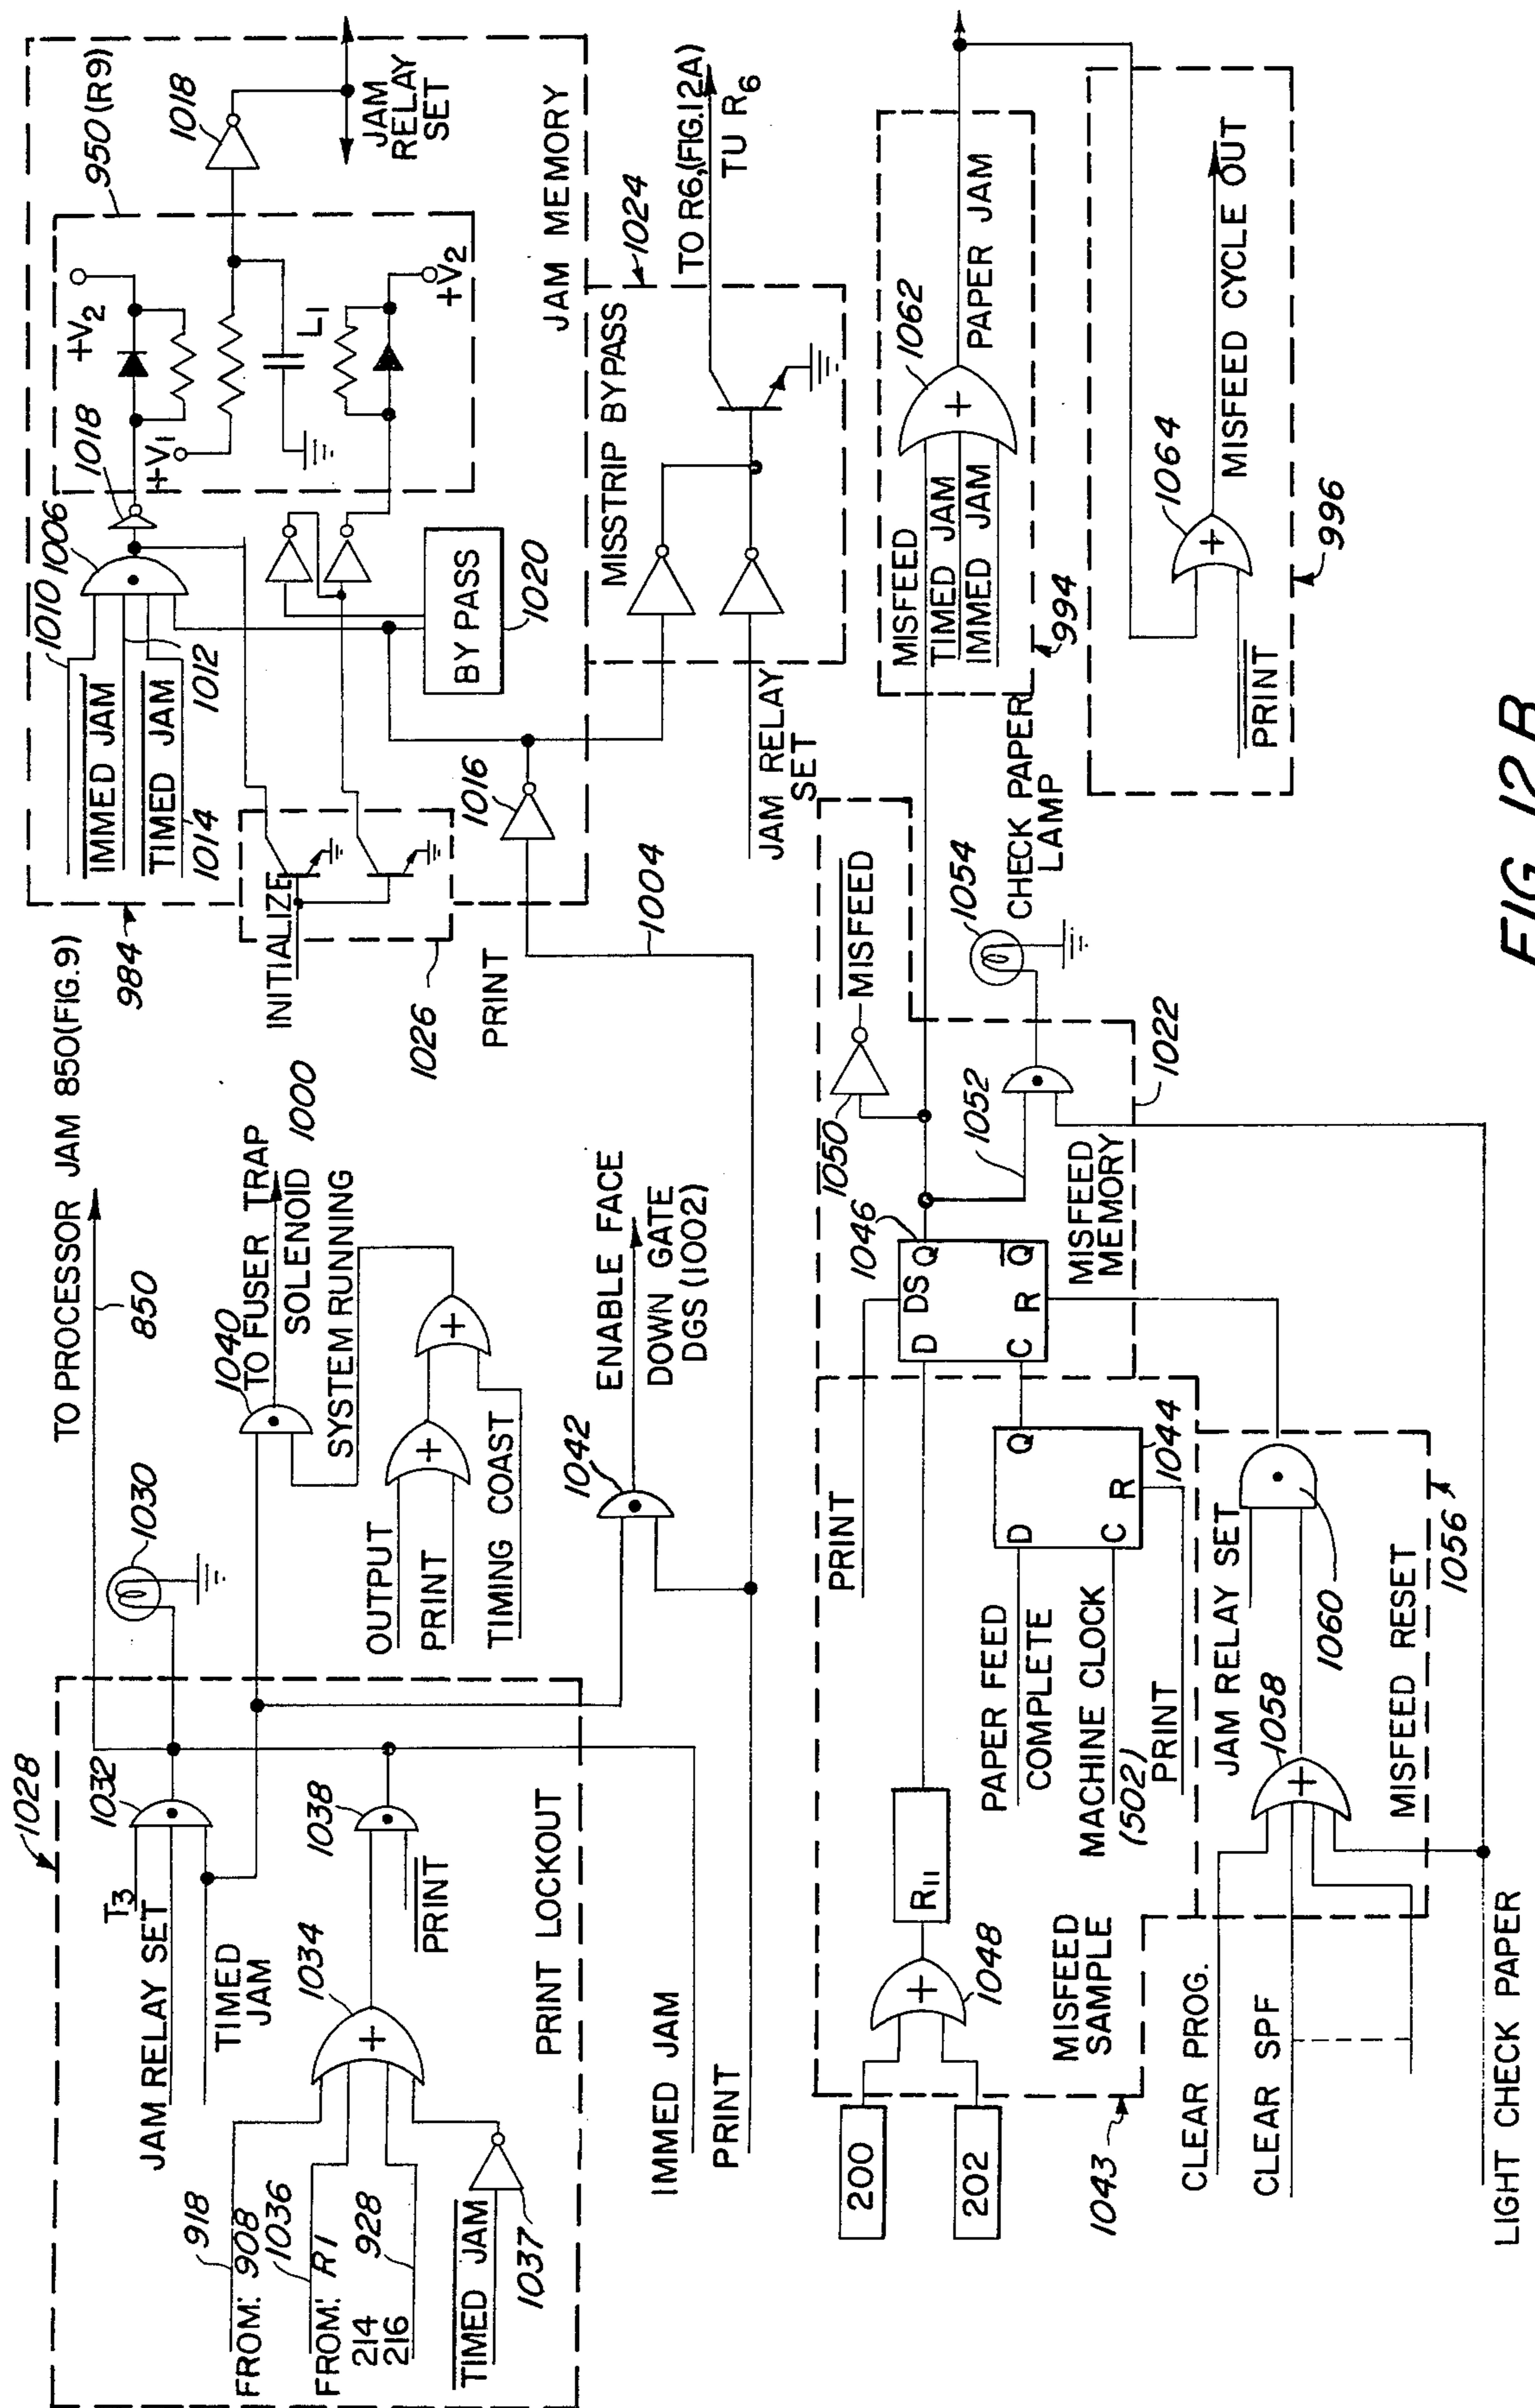 1028
T3
1032
JAM RELAY SET
TIMED
JAM
918
FROM: 908
1036
FROM: R1
214
216
928
TIMED JAM
1037
1034
1038
PRINT
PRINT LOCKOUT
1030
TO PROCESSOR JAM 850 (FIG. 9)
850
1040
TO FUSER TRAP
SOLENOID 1000
SYSTEM RUNNING
OUTPUT
PRINT
TIMING COAST
1042
ENABLE FACE
DOWN GATE
DGS (1002)
IMMED JAM
PRINT
PRINT
1004
984
1010
1006
IMMED JAM
1012
TIMED JAM
1014
INITIALIZE
1026
1016
BY PASS
1020
1018
+V2
+V1
L1
+V2
950 (R9)
1018
JAM
RELAY
SET
JAM MEMORY
MISSTRIP BYPASS
1024
JAM RELAY
SET
TO R6,(FIG.12A)
TU R6
200
202
1043
1048
R11
MISFEED
SAMPLE
PAPER FEED
COMPLETE
MACHINE CLOCK
(502)
PRINT
D Q
C R
1044
PRINT
D DS Q
C R Q
1046
MISFEED
MEMORY
1050
MISFEED
1052
1022
1054
CHECK PAPER
LAMP
CLEAR PROG.
CLEAR SPF
LIGHT CHECK PAPER
1058
JAM RELAY SET
1060
MISFEED RESET
1056
MISFEED
TIMED JAM
IMMED JAM
1062
PAPER JAM
994
PRINT
1064
MISFEED CYCLE OUT
996
FIG. 12B